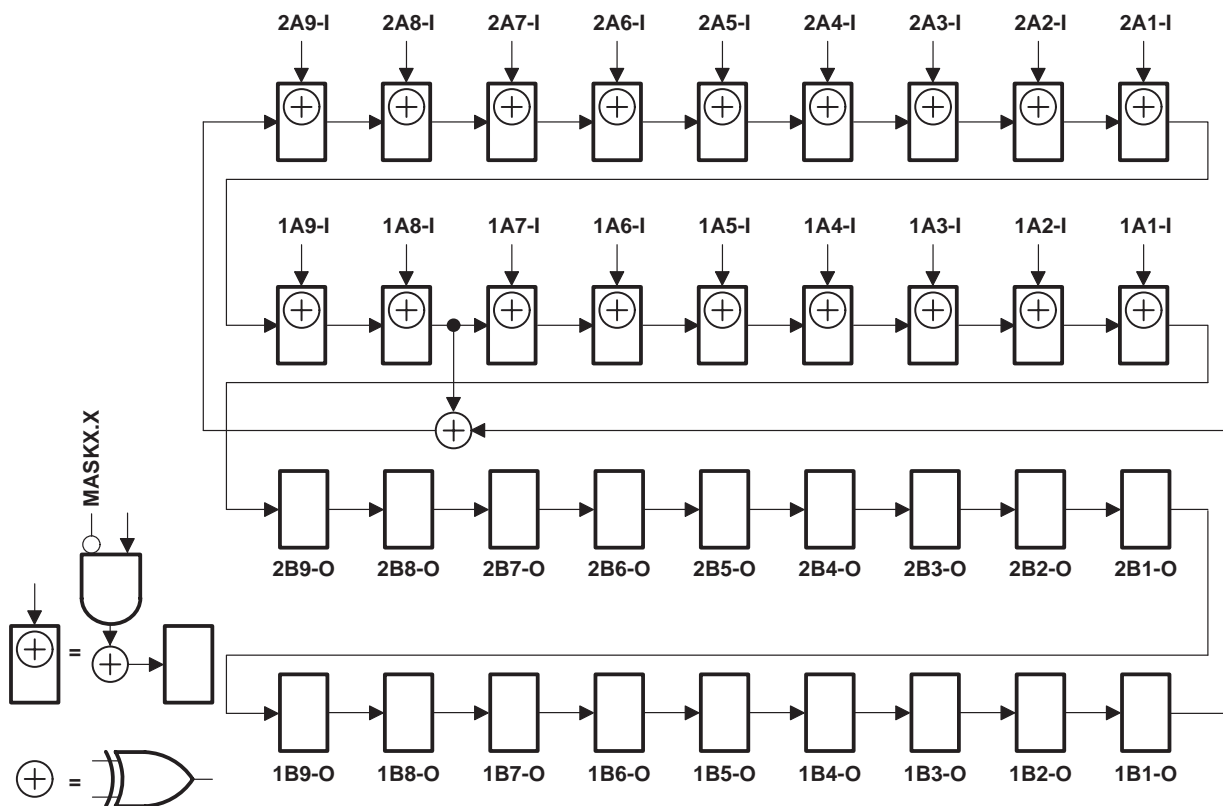 2A9-I 2A8-I 2A7-I 2A6-I 2A5-I 2A4-I 2A3-I 2A2-I 2A1-I
1A9-I 1A8-I 1A7-I 1A6-I 1A5-I 1A4-I 1A3-I 1A2-I 1A1-I
MASKX.X
2B9-O 2B8-O 2B7-O 2B6-O 2B5-O 2B4-O 2B3-O 2B2-O 2B1-O
=
1B9-O 1B8-O 1B7-O 1B6-O 1B5-O 1B4-O 1B3-O 1B2-O 1B1-O
=